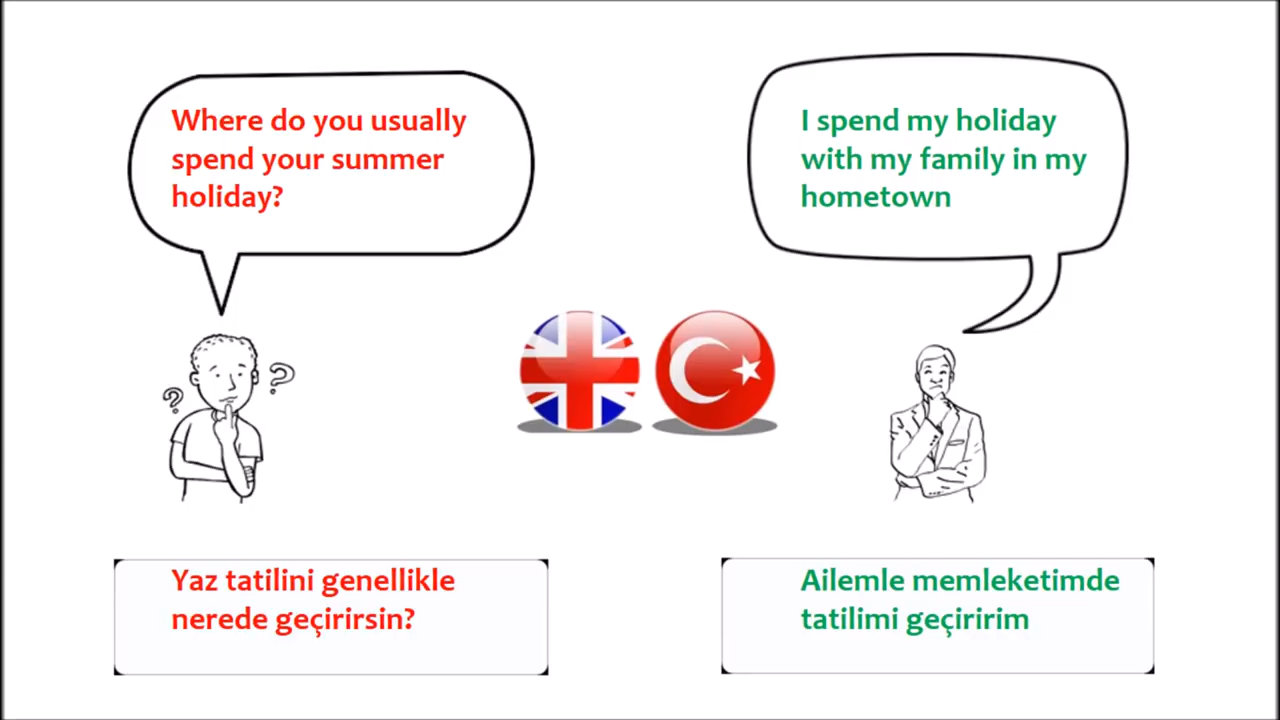 Where do you usually
spend your summer
holiday?
I spend my holiday
with my family in my
hometown
?
?
Yaz tatilini genellikle
nerede geçirirsin?
Ailemle memleketimde
tatilimi geçiririm